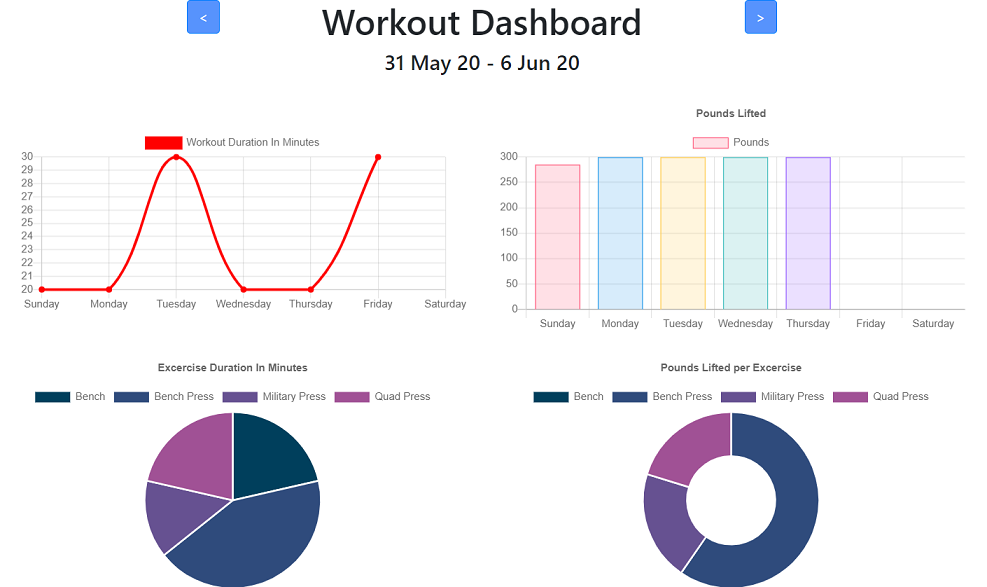 <
Workout Dashboard
>
31 May 20 - 6 Jun 20
Workout Duration In Minutes
30
29
28
27
26
25
24
23
22
21
20
Sunday Monday Tuesday Wednesday Thursday Friday Saturday
Pounds Lifted
Pounds
300
250
200
150
100
50
0
Sunday Monday Tuesday Wednesday Thursday Friday Saturday
Excercise Duration In Minutes
Bench Bench Press Military Press Quad Press
Pounds Lifted per Excercise
Bench Bench Press Military Press Quad Press